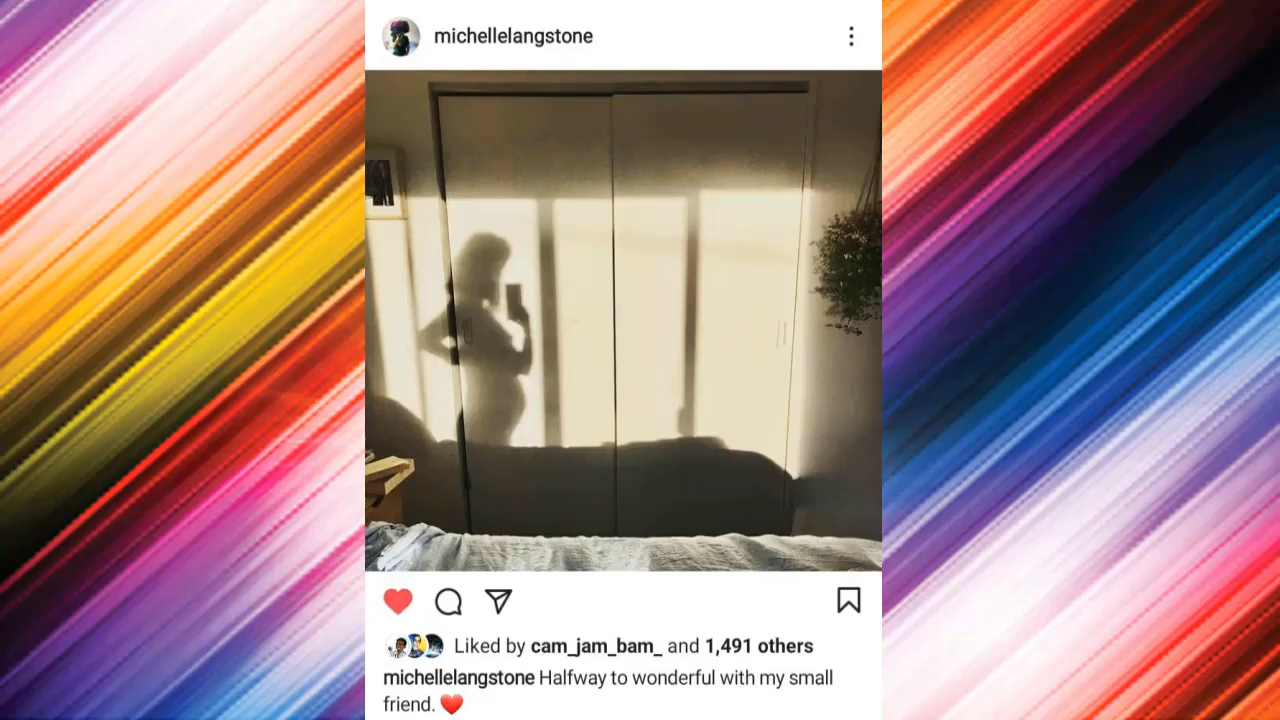 michellelangstone
Liked by cam_jam_bam_ and 1,491 others
michellelangstone Halfway to wonderful with my small
friend. ❤️